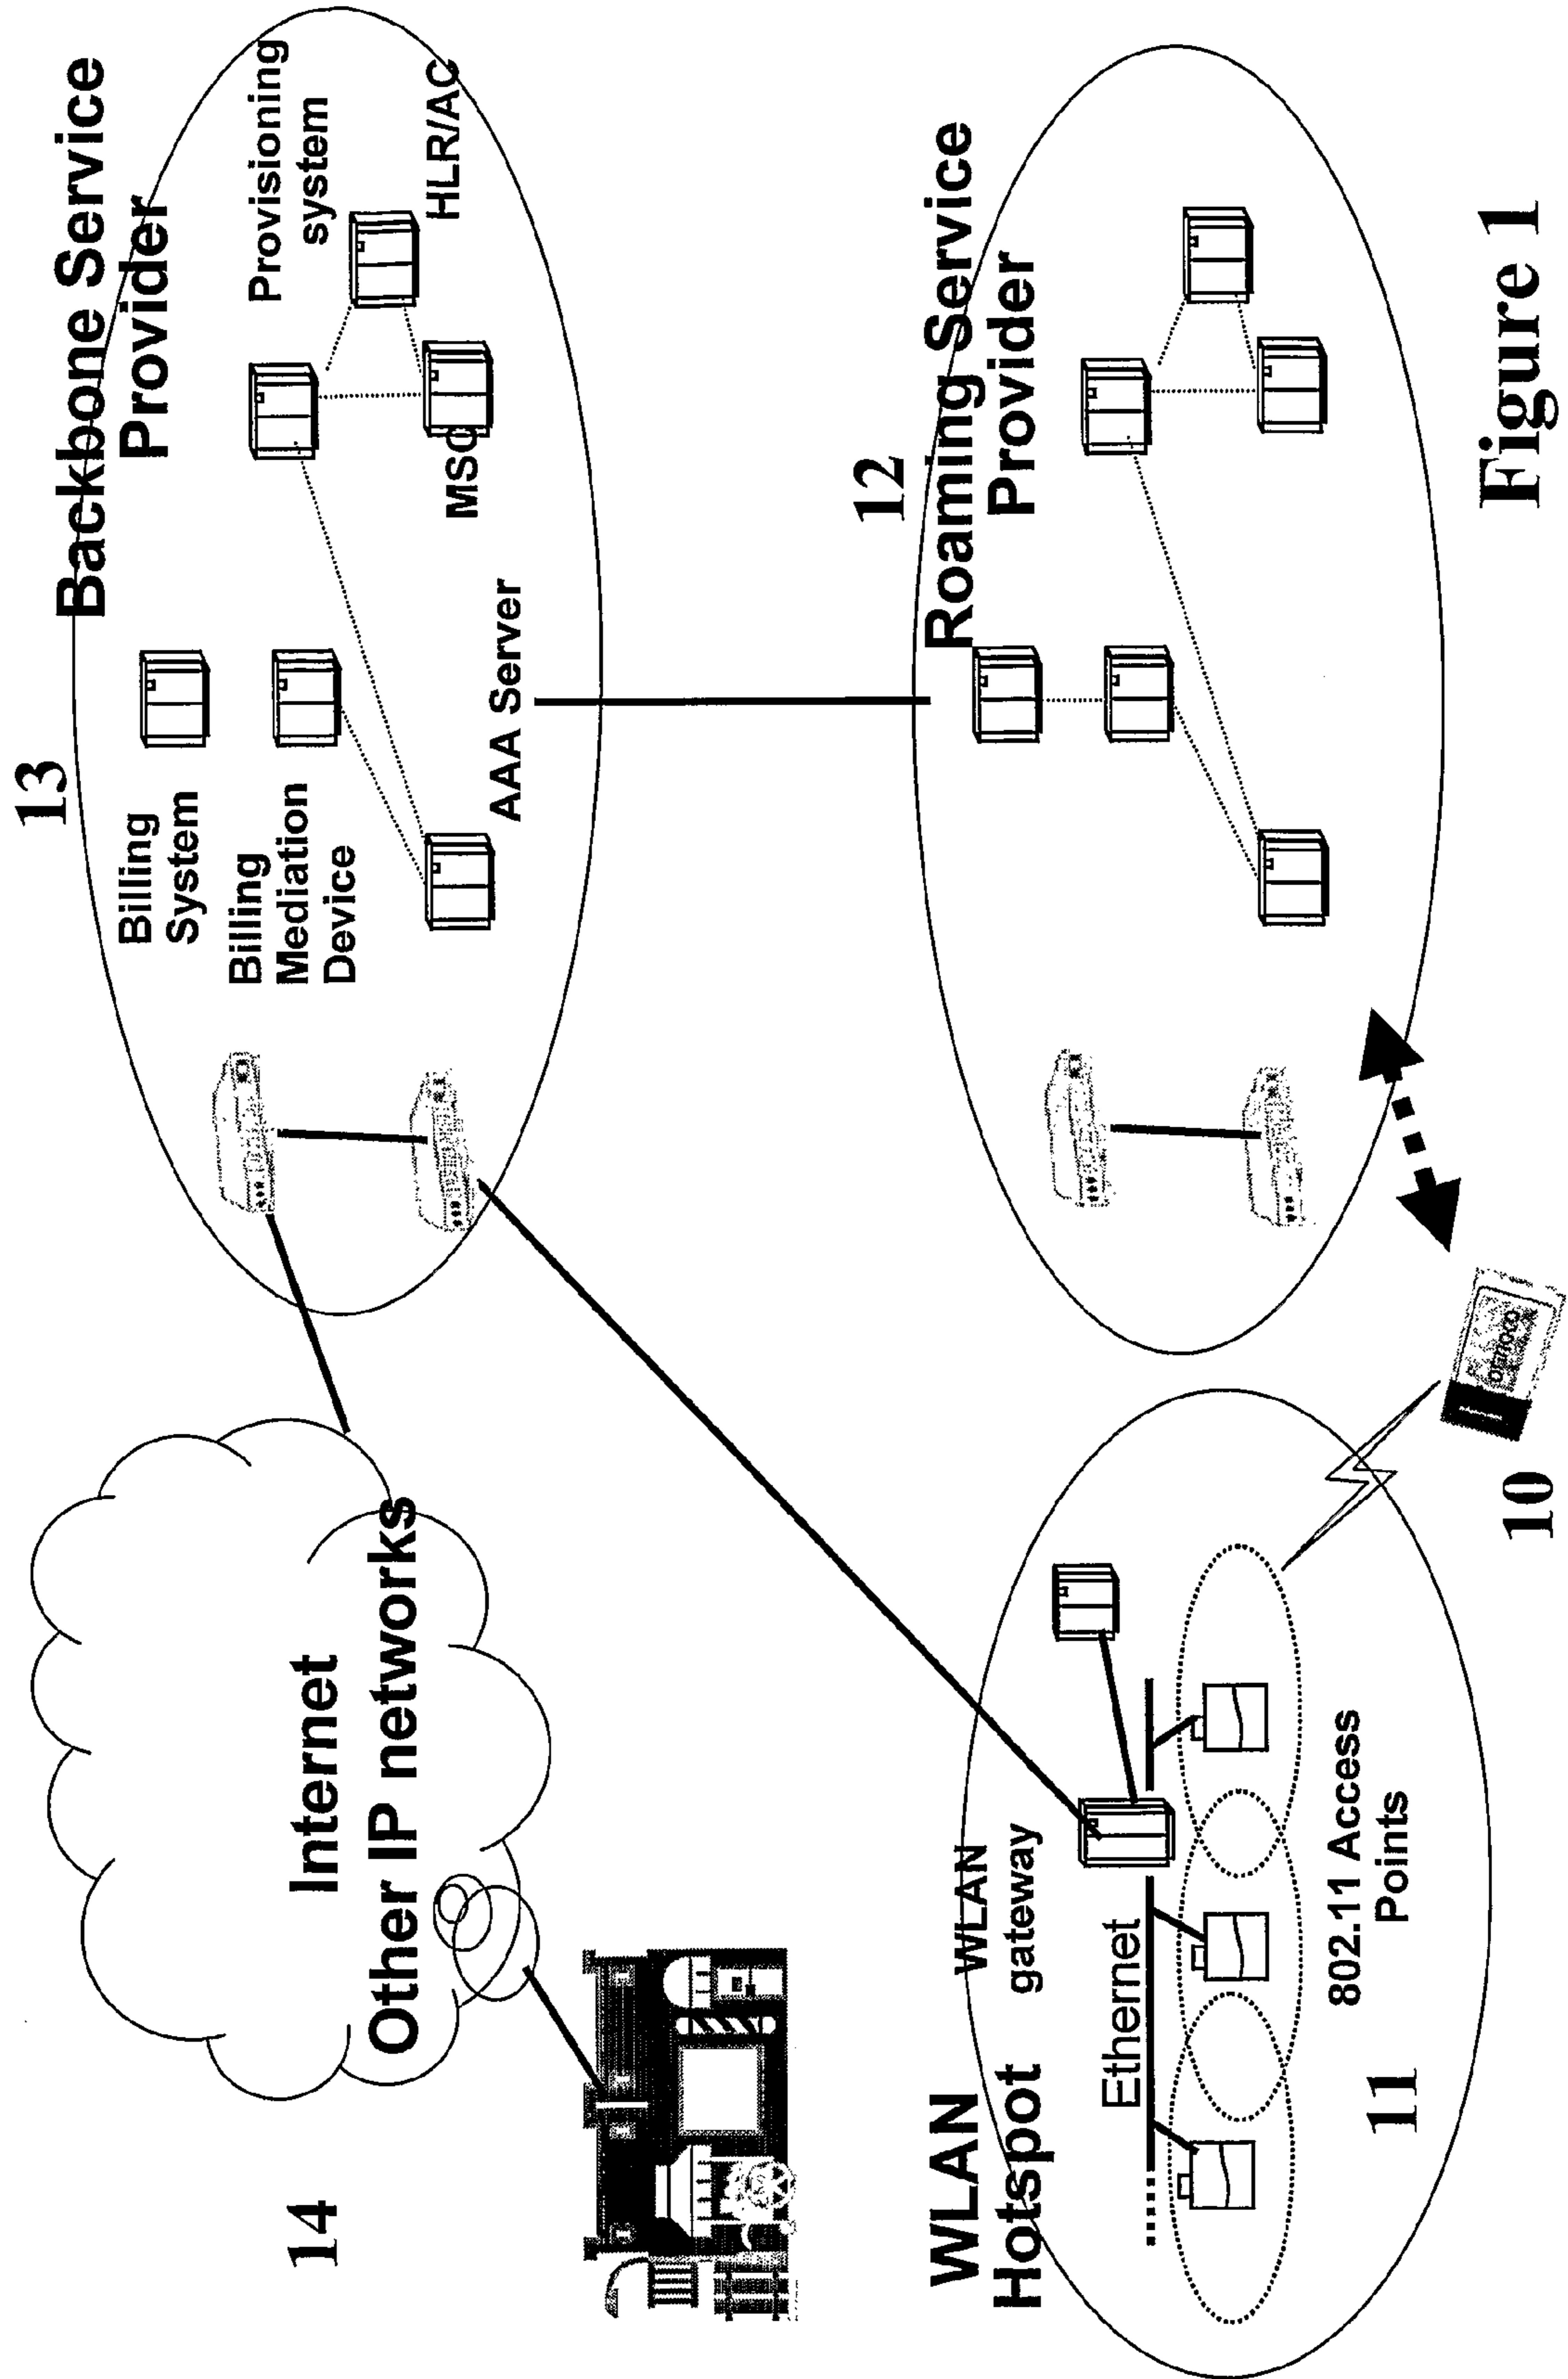 14
Internet
Other IP networks
13
Backbone Service
Provider
Billing
System
Billing
Mediation
Device
Provisioning
system
HLR/AC
MSC
AAA Server
WLAN
Hotspot
WLAN
gateway
Ethernet
802.11 Access
Points
11
10
12
Roaming Service
Provider
Figure 1